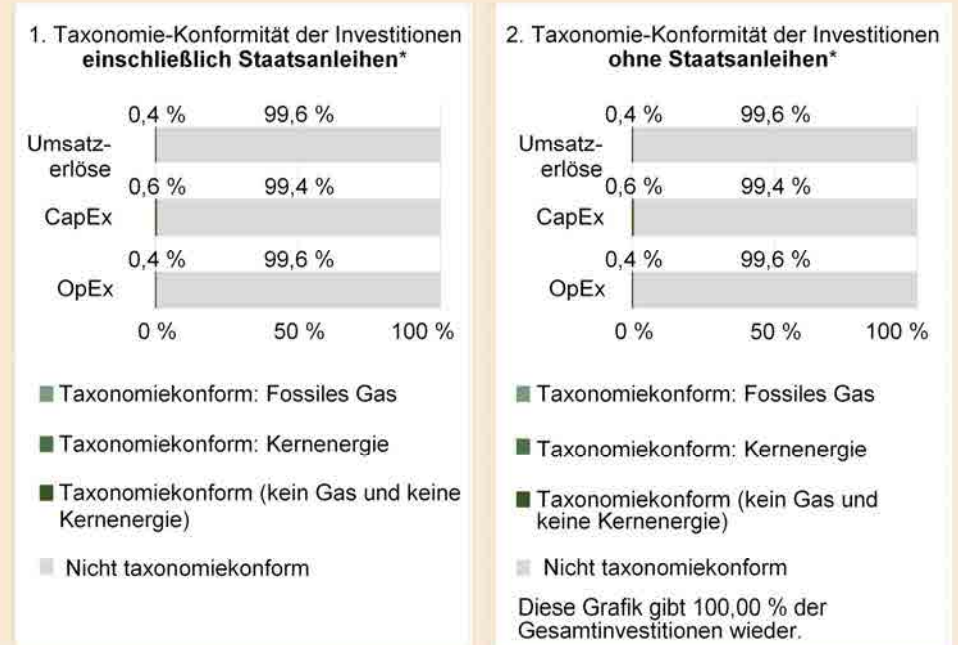 1. Taxonomie-Konformität der Investitionen
einschließlich Staatsanleihen*
0,4 % 99,6 %
Umsatz-
erlöse
0,6 % 99,4 %
CapEx
0,4 % 99,6 %
OpEx
0 % 50 % 100 %
Taxonomiekonform: Fossiles Gas
Taxonomiekonform: Kernenergie
Taxonomiekonform (kein Gas und keine
Kernenergie)
Nicht taxonomiekonform
2. Taxonomie-Konformität der Investitionen
ohne Staatsanleihen*
0,4 % 99,6 %
Umsatz-
erlöse
0,6 % 99,4 %
CapEx
0,4 % 99,6 %
OpEx
0 % 50 % 100 %
Taxonomiekonform: Fossiles Gas
Taxonomiekonform: Kernenergie
Taxonomiekonform (kein Gas und
keine Kernenergie)
Nicht taxonomiekonform
Diese Grafik gibt 100,00 % der
Gesamtinvestitionen wieder.